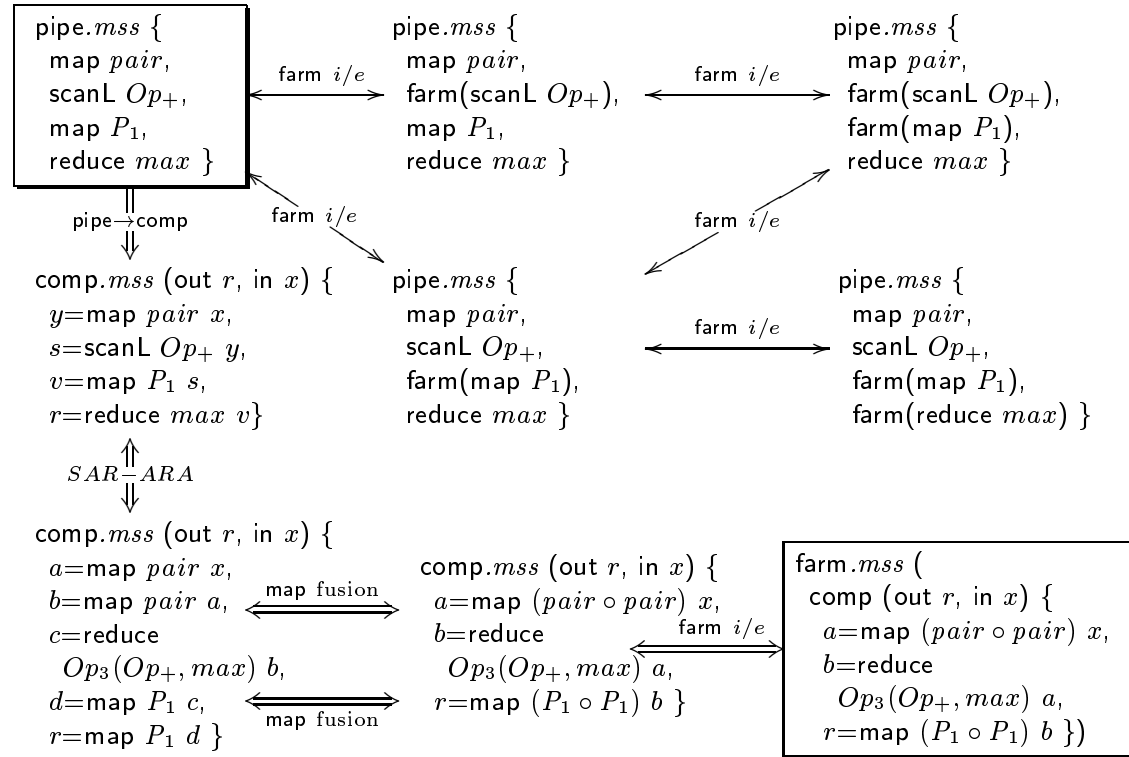 pipe.mss {
map pair,
scanL Op₊,
map P₁,
reduce max }
farm i/e
pipe.mss {
map pair,
farm(scanL Op₊),
map P₁,
reduce max }
farm i/e
pipe.mss {
map pair,
farm(scanL Op₊),
farm(map P₁),
reduce max }
pipe→comp
farm i/e
farm i/e
comp.mss (out r, in x) {
y=map pair x,
s=scanL Op₊ y,
v=map P₁ s,
r=reduce max v}
pipe.mss {
map pair,
scanL Op₊,
farm(map P₁),
reduce max }
farm i/e
pipe.mss {
map pair,
scanL Op₊,
farm(map P₁),
farm(reduce max) }
SAR−ARA
comp.mss (out r, in x) {
a=map pair x,
b=map pair a,
c=reduce
Op₃(Op₊, max) b,
d=map P₁ c,
r=map P₁ d }
map fusion
map fusion
comp.mss (out r, in x) {
a=map (pair ∘ pair) x,
b=reduce
Op₃(Op₊, max) a,
r=map (P₁ ∘ P₁) b }
farm i/e
farm.mss (
comp (out r, in x) {
a=map (pair ∘ pair) x,
b=reduce
Op₃(Op₊, max) a,
r=map (P₁ ∘ P₁) b })